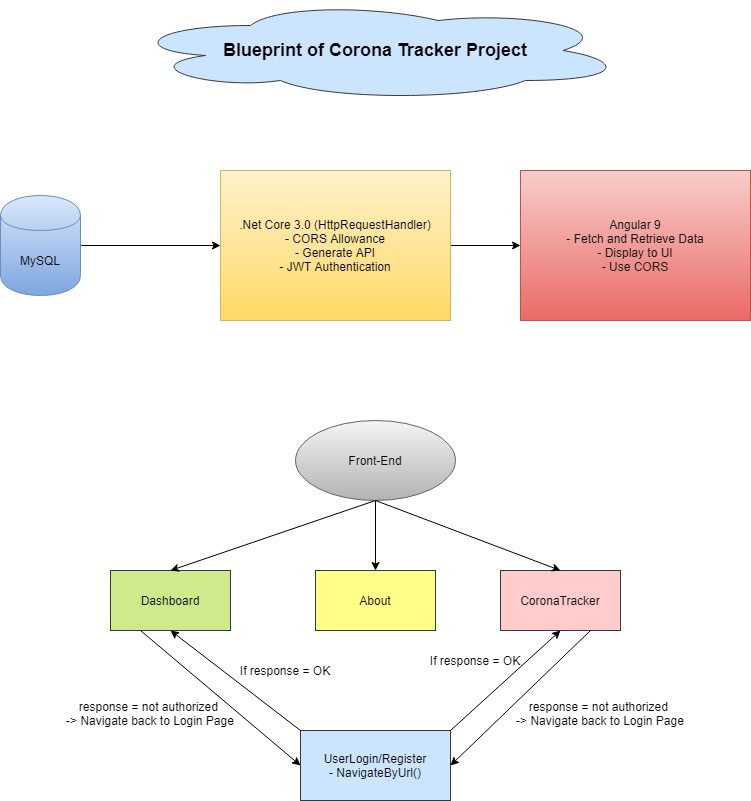 Blueprint of Corona Tracker Project
MySQL
.Net Core 3.0 (HttpRequestHandler)
- CORS Allowance
- Generate API
- JWT Authentication
Angular 9
- Fetch and Retrieve Data
- Display to UI
- Use CORS
Front-End
Dashboard
About
CoronaTracker
If response = OK
If response = OK
response = not authorized
-> Navigate back to Login Page
response = not authorized
-> Navigate back to Login Page
UserLogin/Register
- NavigateByUrl()